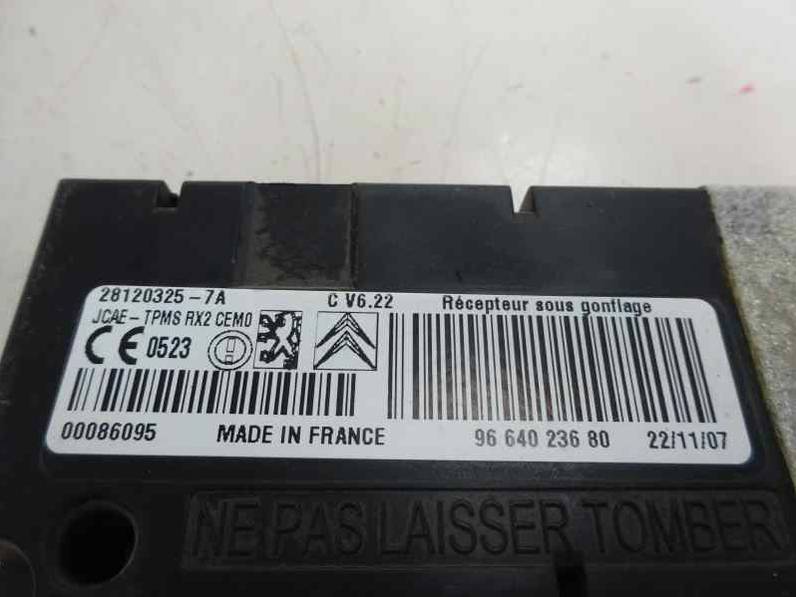 28120325-7A C V6.22 Récepteur sous gonflage
JCAE-TPMS RX2 CEM0
CE 0523
00086095 MADE IN FRANCE 96 640 236 80 22/11/07
NE PAS LAISSER TOMBER